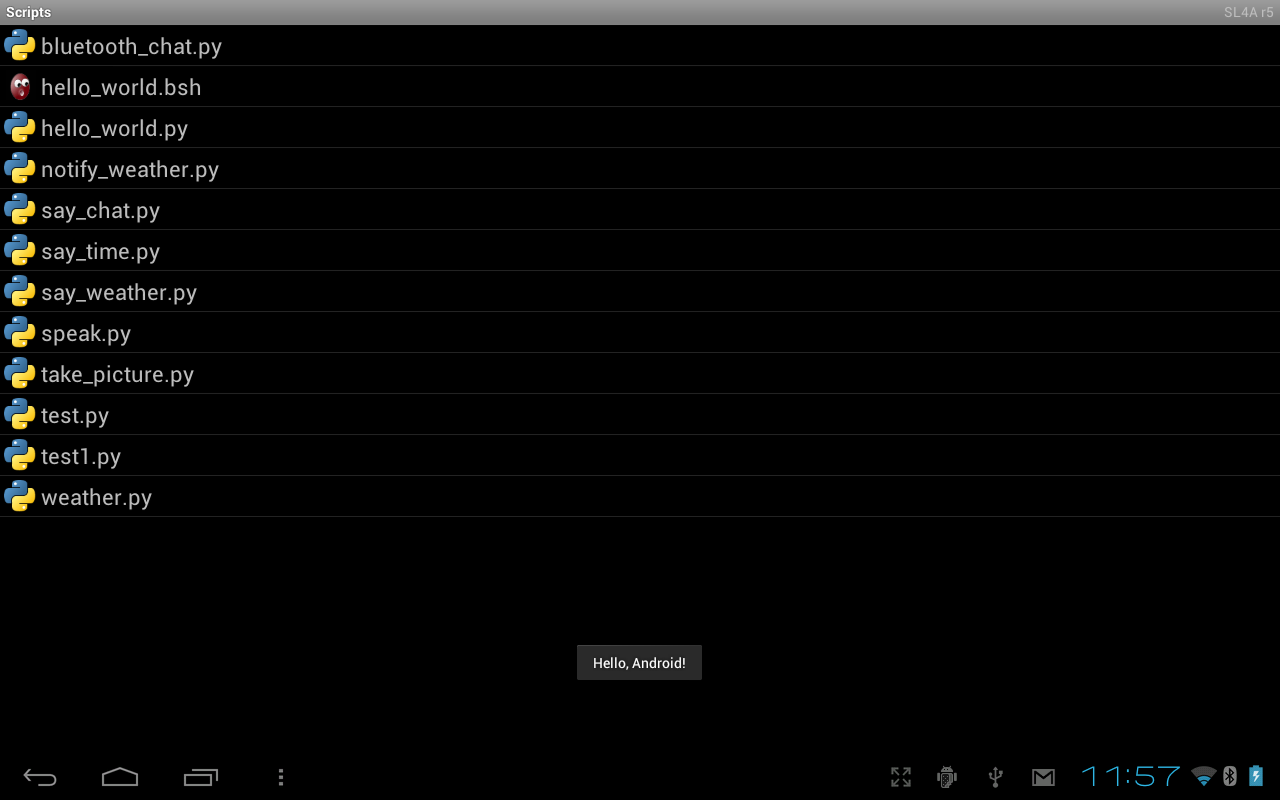 Scripts
SL4A r5
bluetooth_chat.py
hello_world.bsh
hello_world.py
notify_weather.py
say_chat.py
say_time.py
say_weather.py
speak.py
take_picture.py
test.py
test1.py
weather.py
Hello, Android!
11:57